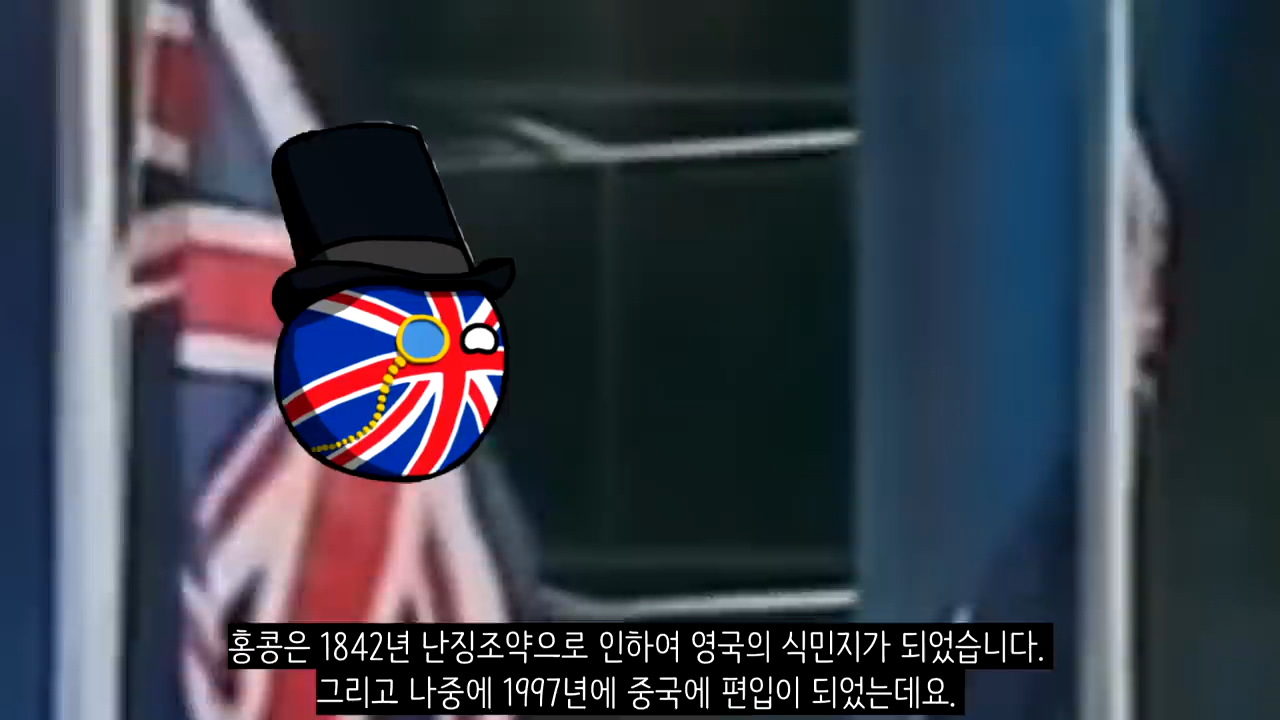 홍콩은 1842년 난징조약으로 인하여 영국의 식민지가 되었습니다.
그리고 나중에 1997년에 중국에 편입이 되었는데요.